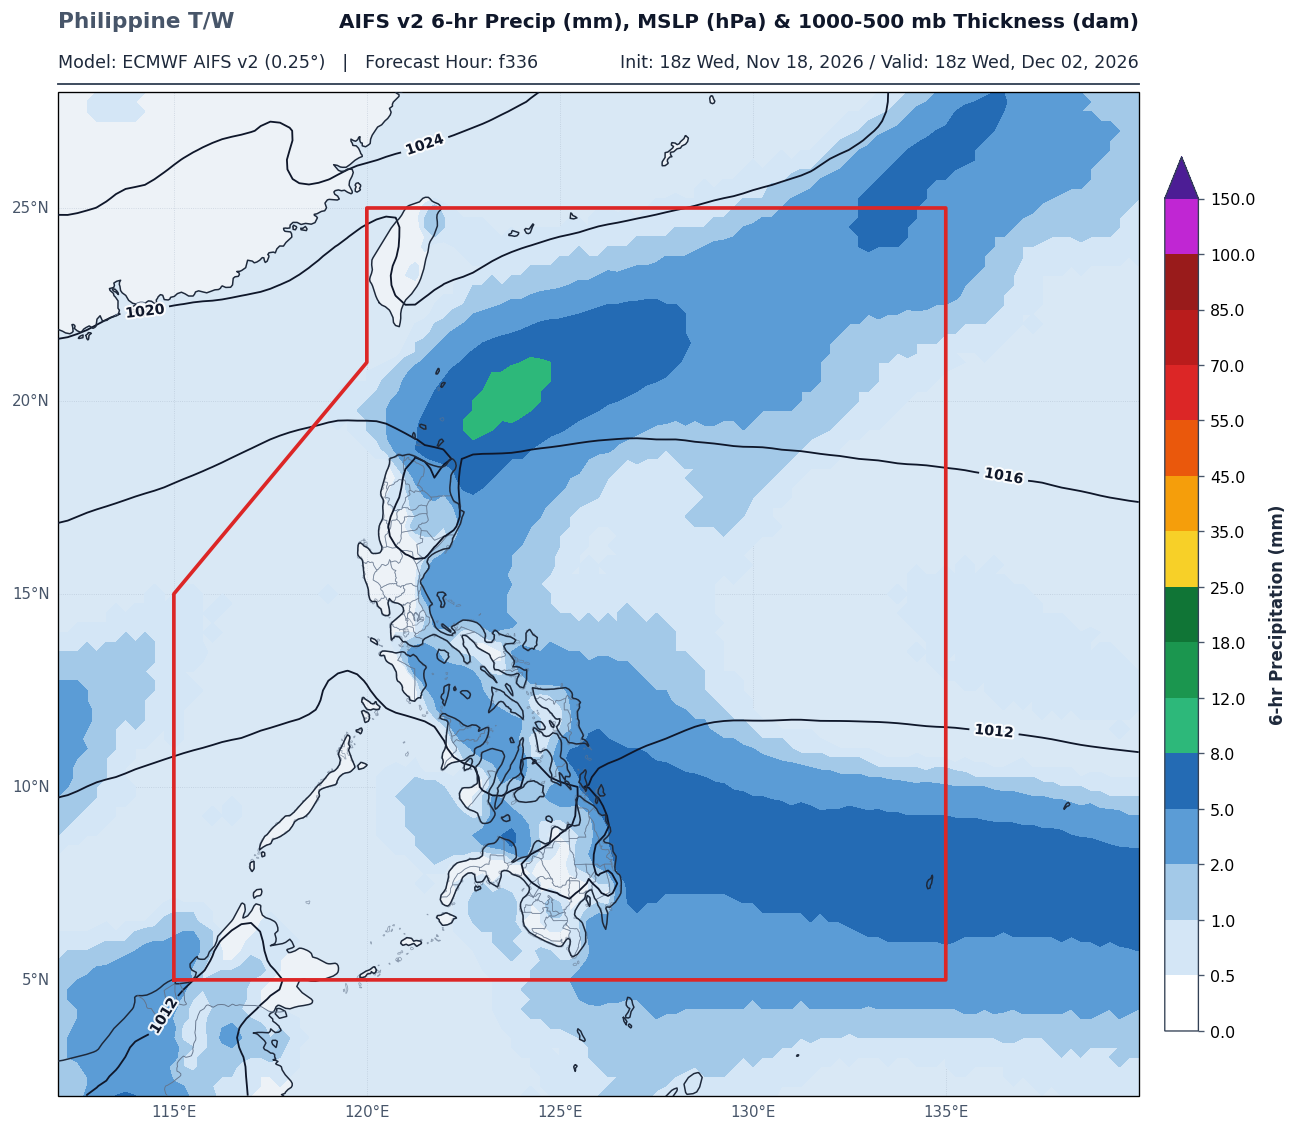 Philippine T/W
AIFS v2 6-hr Precip (mm), MSLP (hPa) & 1000-500 mb Thickness (dam)
Model: ECMWF AIFS v2 (0.25°) | Forecast Hour: f336
Init: 18z Wed, Nov 18, 2026 / Valid: 18z Wed, Dec 02, 2026
1024
1020
1016
1012
1012
25°N
20°N
15°N
10°N
5°N
115°E
120°E
125°E
130°E
135°E
150.0
100.0
85.0
70.0
55.0
45.0
35.0
25.0
18.0
12.0
8.0
5.0
2.0
1.0
0.5
0.0
6-hr Precipitation (mm)